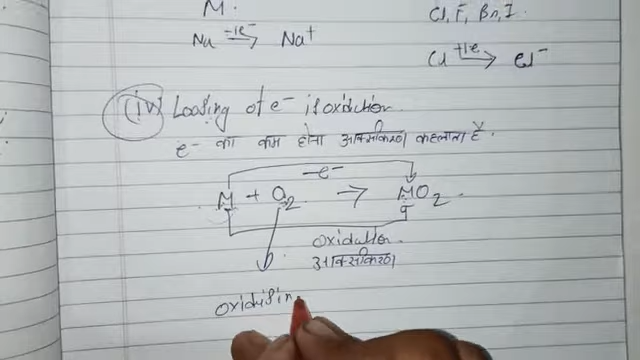 M.
Cl, F, Br, I
Na -1e⁻→ Na⁺
Cl +1e→ Cl⁻
(iv) Loosing of e⁻ is oxidation.
e⁻ का कम होना आक्सीकरण कहलाता है.
-e⁻
M + O₂ → MO₂.
oxidation.
आक्सीकरण
oxidisin